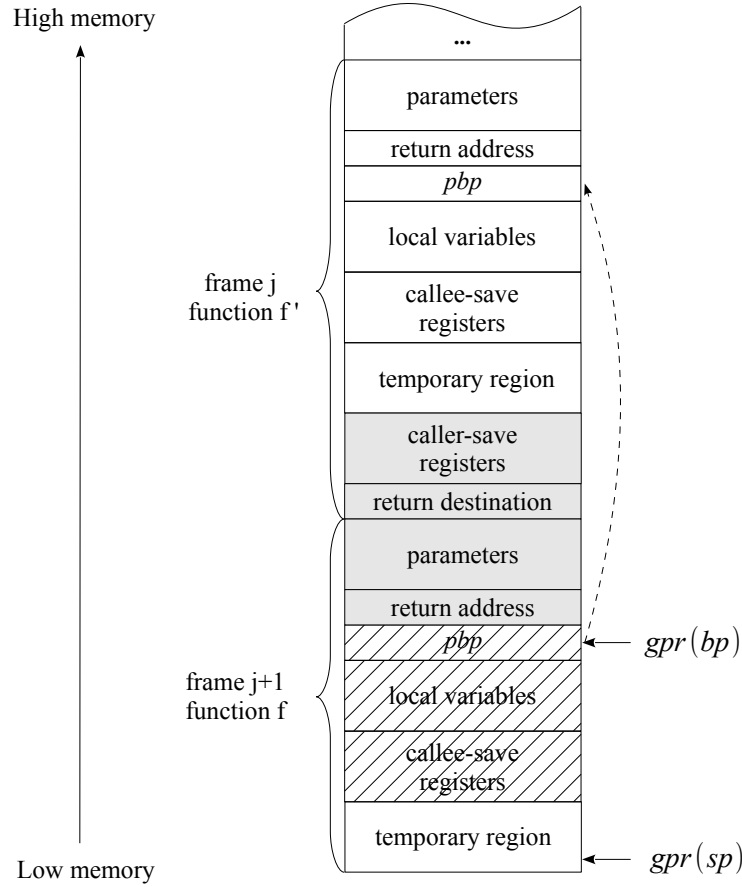 High memory
...
parameters
return address
pbp
local variables
frame j
function f '
callee-save
registers
temporary region
caller-save
registers
return destination
parameters
return address
pbp
gpr(bp)
frame j+1
function f
local variables
callee-save
registers
temporary region
gpr(sp)
Low memory